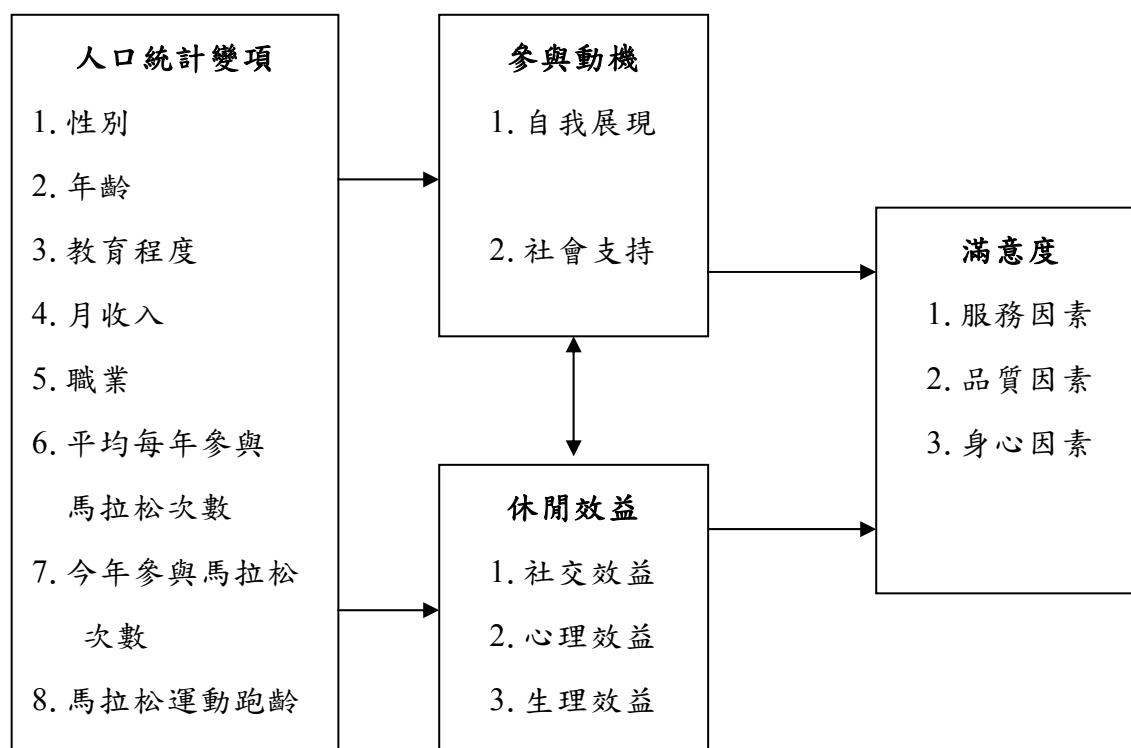 人口統計變項
1.性別
2.年齡
3.教育程度
4.月收入
5.職業
6.平均每年參與
馬拉松次數
7.今年參與馬拉松
次數
8.馬拉松運動跑齡
參與動機
1.自我展現
2.社會支持
休閒效益
1.社交效益
2.心理效益
3.生理效益
滿意度
1.服務因素
2.品質因素
3.身心因素